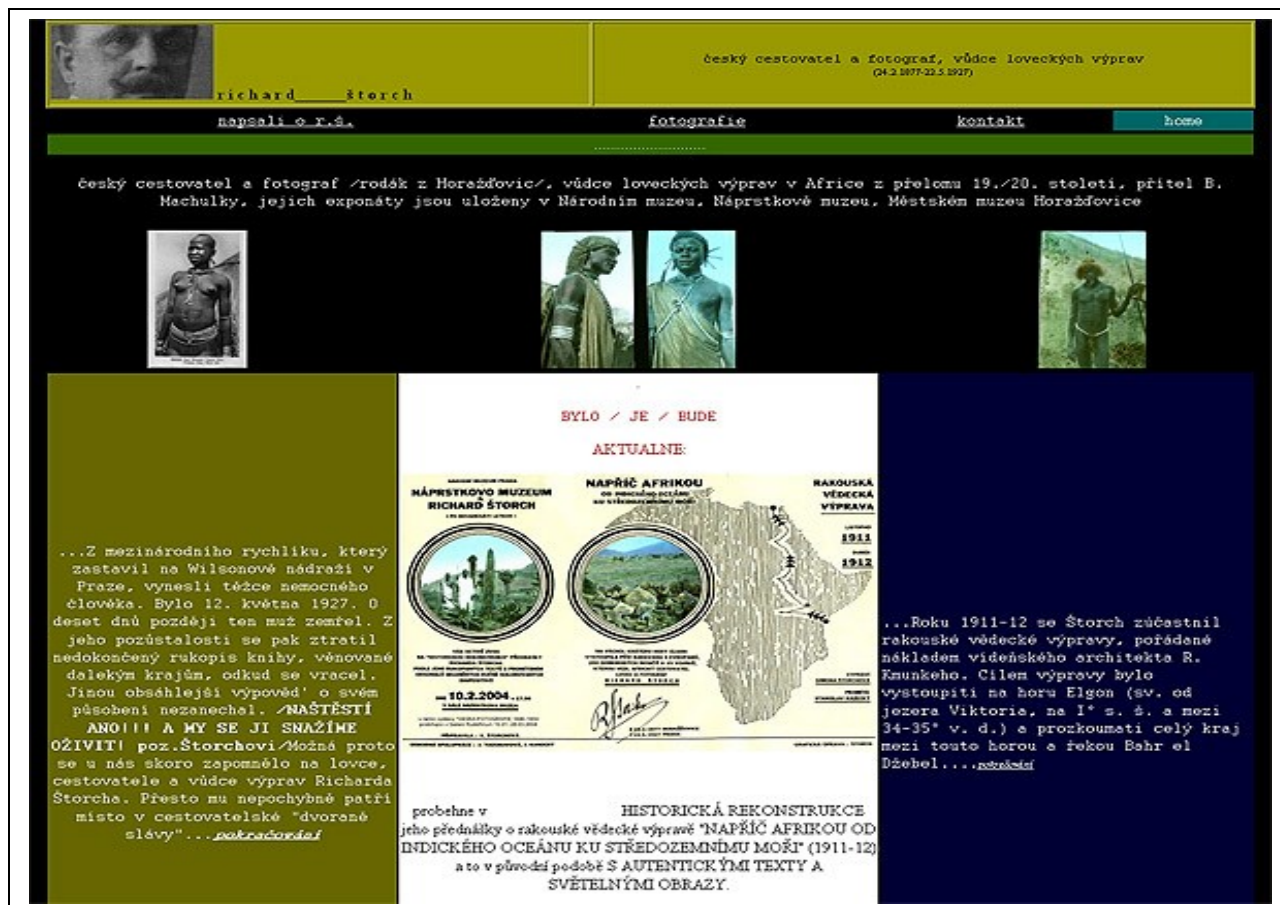 richard_____štorch
český cestovatel a fotograf, vůdce loveckých výprav
(24.2.1877-22.5.1927)
napsali o r.š.
fotografie
kontakt
home
český cestovatel a fotograf /rodák z Horažďovic/, vůdce loveckých výprav v Africe z přelomu 19./20. století, přítel B.
Machulky, jejich exponáty jsou uloženy v Národním muzeu, Náprstkově muzeu, Městském muzeu Horažďovice
...Z mezinárodního rychlíku, který
zastavil na Wilsonově nádraží v
Praze, vynesli těžce nemocného
člověka. Bylo 12. května 1927. O
deset dnů později ten muž zemřel. Z
jeho pozůstalosti se pak ztratil
nedokončený rukopis knihy, věnované
dalekým krajům, odkud se vracel.
Jinou obsáhlejší výpověd' o svém
působení nezanechal. /NAŠTĚSTÍ
ANO!!! A MY SE JI SNAŽÍME
OŽIVIT! poz.Štorchovi/Možná proto
se u nás skoro zapomnělo na lovce,
cestovatele a vůdce výprav Richarda
Štorcha. Přesto mu nepochybně patří
místo v cestovatelské "dvoraně
slávy"...pokračování
BYLO / JE / BUDE
AKTUALNE:
NÁPRSTKOVO MUZEUM
&
RICHARD ŠTORCH
NAPŘÍČ AFRIKOU
OD INDICKÉHO OCEÁNU
KU STŘEDOZEMNÍMU MOŘI
RAKOUSKÁ
VĚDECKÁ
VÝPRAVA
LISTOPAD
1911
1912
10.2.2004
probehne v HISTORICKÁ REKONSTRUKCE
jeho přednášky o rakouské vědecké výpravě "NAPŘÍČ AFRIKOU OD
INDICKÉHO OCEÁNU KU STŘEDOZEMNÍMU MOŘI" (1911-12)
a to v původní podobě S AUTENTICKÝMI TEXTY A
SVĚTELNÝMI OBRAZY.
...Roku 1911-12 se Štorch zúčastnil
rakouské vědecké výpravy, pořádané
nákladem vídeňského architekta R.
Kmunkeho. Cílem výpravy bylo
vystoupiti na horu Elgon (sv. od
jezera Viktoria, na I° s. š. a mezi
34-35° v. d.) a prozkoumati celý kraj
mezi touto horou a řekou Bahr el
Džebel....pokračování